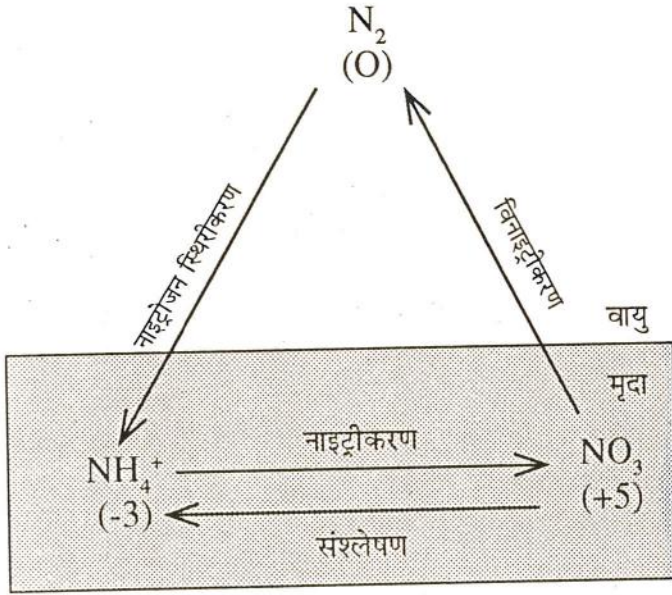 N₂
(O)
नाइट्रोजन स्थिरीकरण
विनाइट्रीकरण
वायु
मृदा
नाइट्रीकरण
NH₄⁺
(-3)
NO₃
(+5)
संश्लेषण